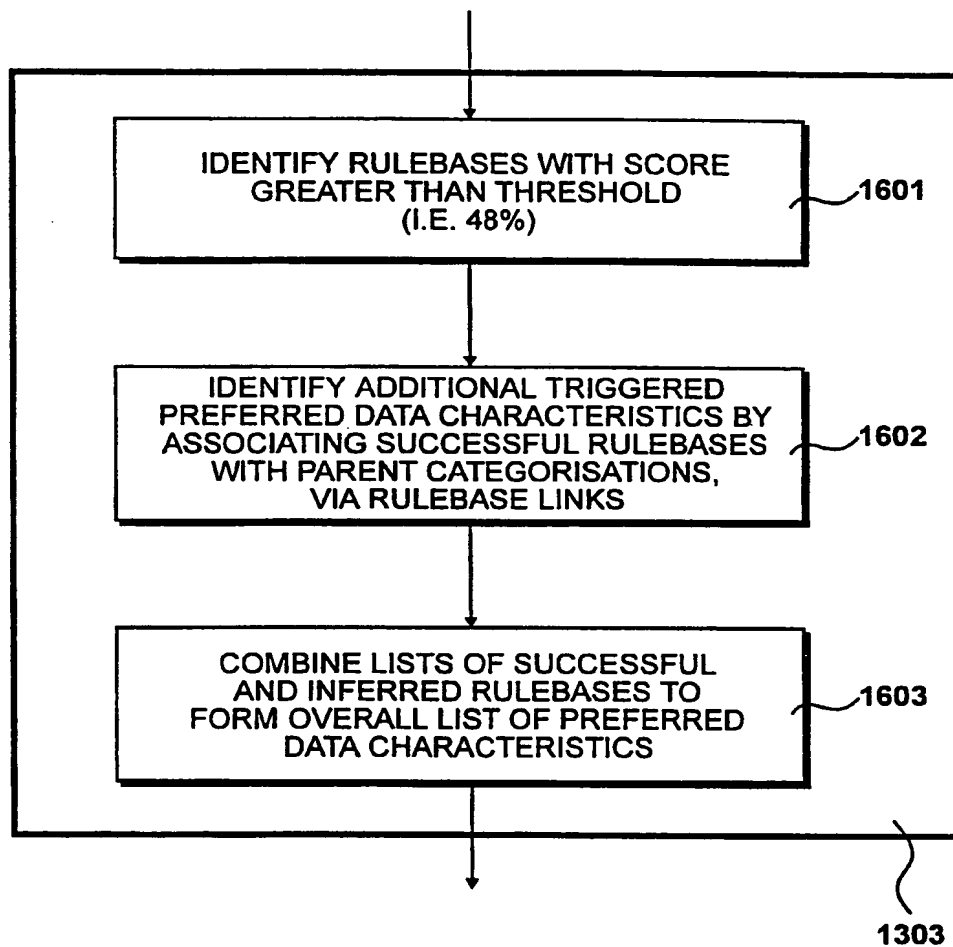 IDENTIFY RULEBASES WITH SCORE
GREATER THAN THRESHOLD
(I.E. 48%)
1601
IDENTIFY ADDITIONAL TRIGGERED
PREFERRED DATA CHARACTERISTICS BY
ASSOCIATING SUCCESSFUL RULEBASES
WITH PARENT CATEGORISATIONS,
VIA RULEBASE LINKS
1602
COMBINE LISTS OF SUCCESSFUL
AND INFERRED RULEBASES TO
FORM OVERALL LIST OF PREFERRED
DATA CHARACTERISTICS
1603
1303